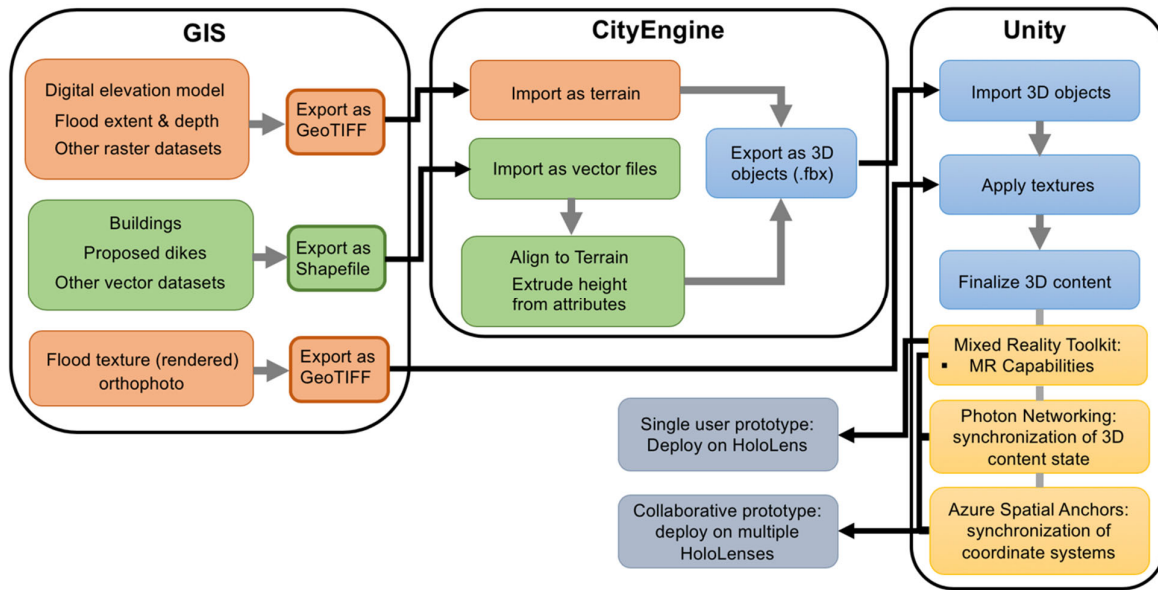 GIS
Digital elevation model
Flood extent & depth
Other raster datasets
Export as
GeoTIFF
Buildings
Proposed dikes
Other vector datasets
Export as
Shapefile
Flood texture (rendered)
orthophoto
Export as
GeoTIFF
CityEngine
Import as terrain
Import as vector files
Align to Terrain
Extrude height
from attributes
Export as 3D
objects (.fbx)
Unity
Import 3D objects
Apply textures
Finalize 3D content
Mixed Reality Toolkit:
▪ MR Capabilities
Photon Networking:
synchronization of 3D
content state
Azure Spatial Anchors:
synchronization of
coordinate systems
Single user prototype:
Deploy on HoloLens
Collaborative prototype:
deploy on multiple
HoloLenses